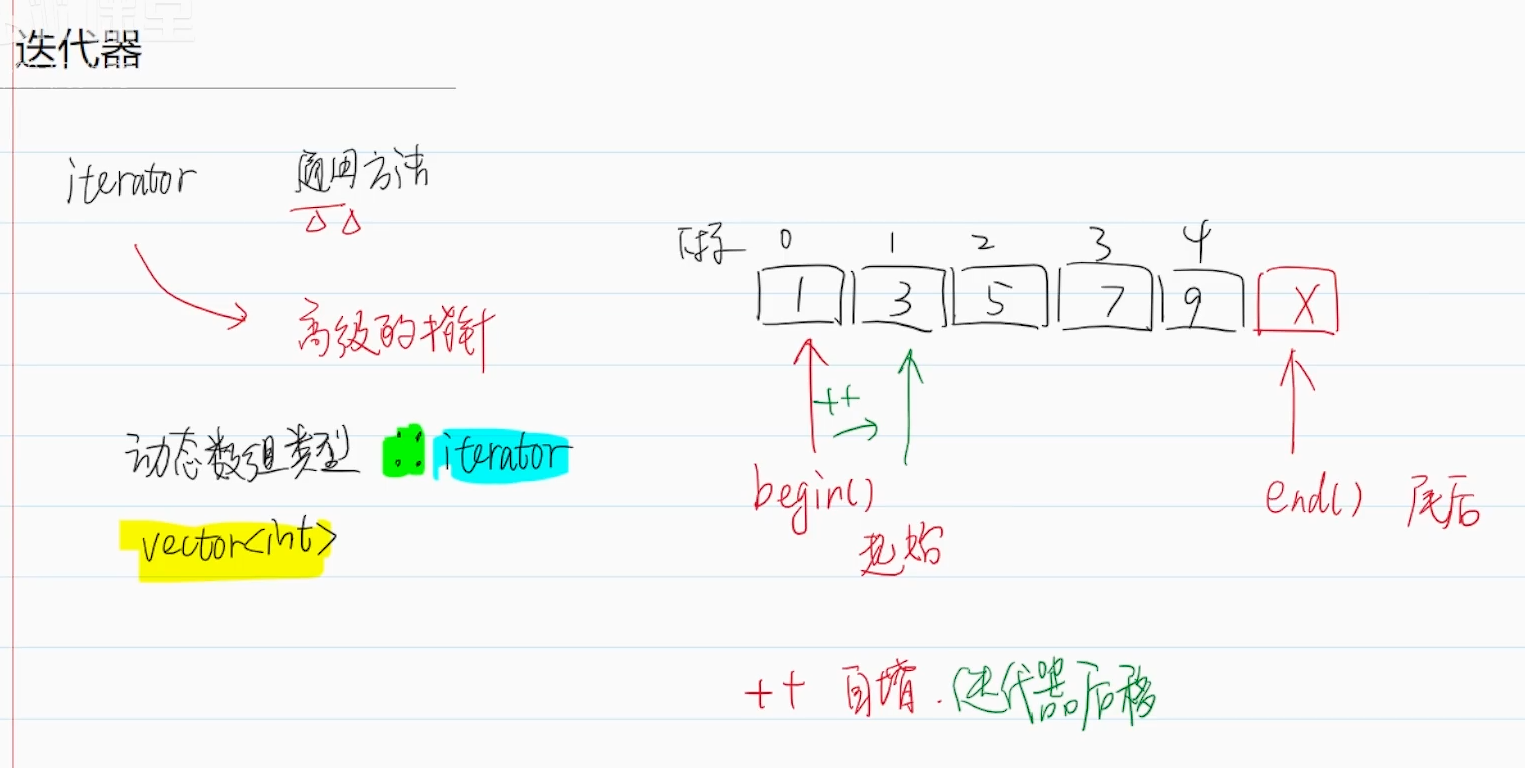 迭代器
iterator 通用方法
高级的指针
动态数组类型 :: iterator
vector<int>
下标 0 1 2 3 4
1 3 5 7 9 X
++
begin()
起始
end() 尾后
++ 自增. 迭代器后移